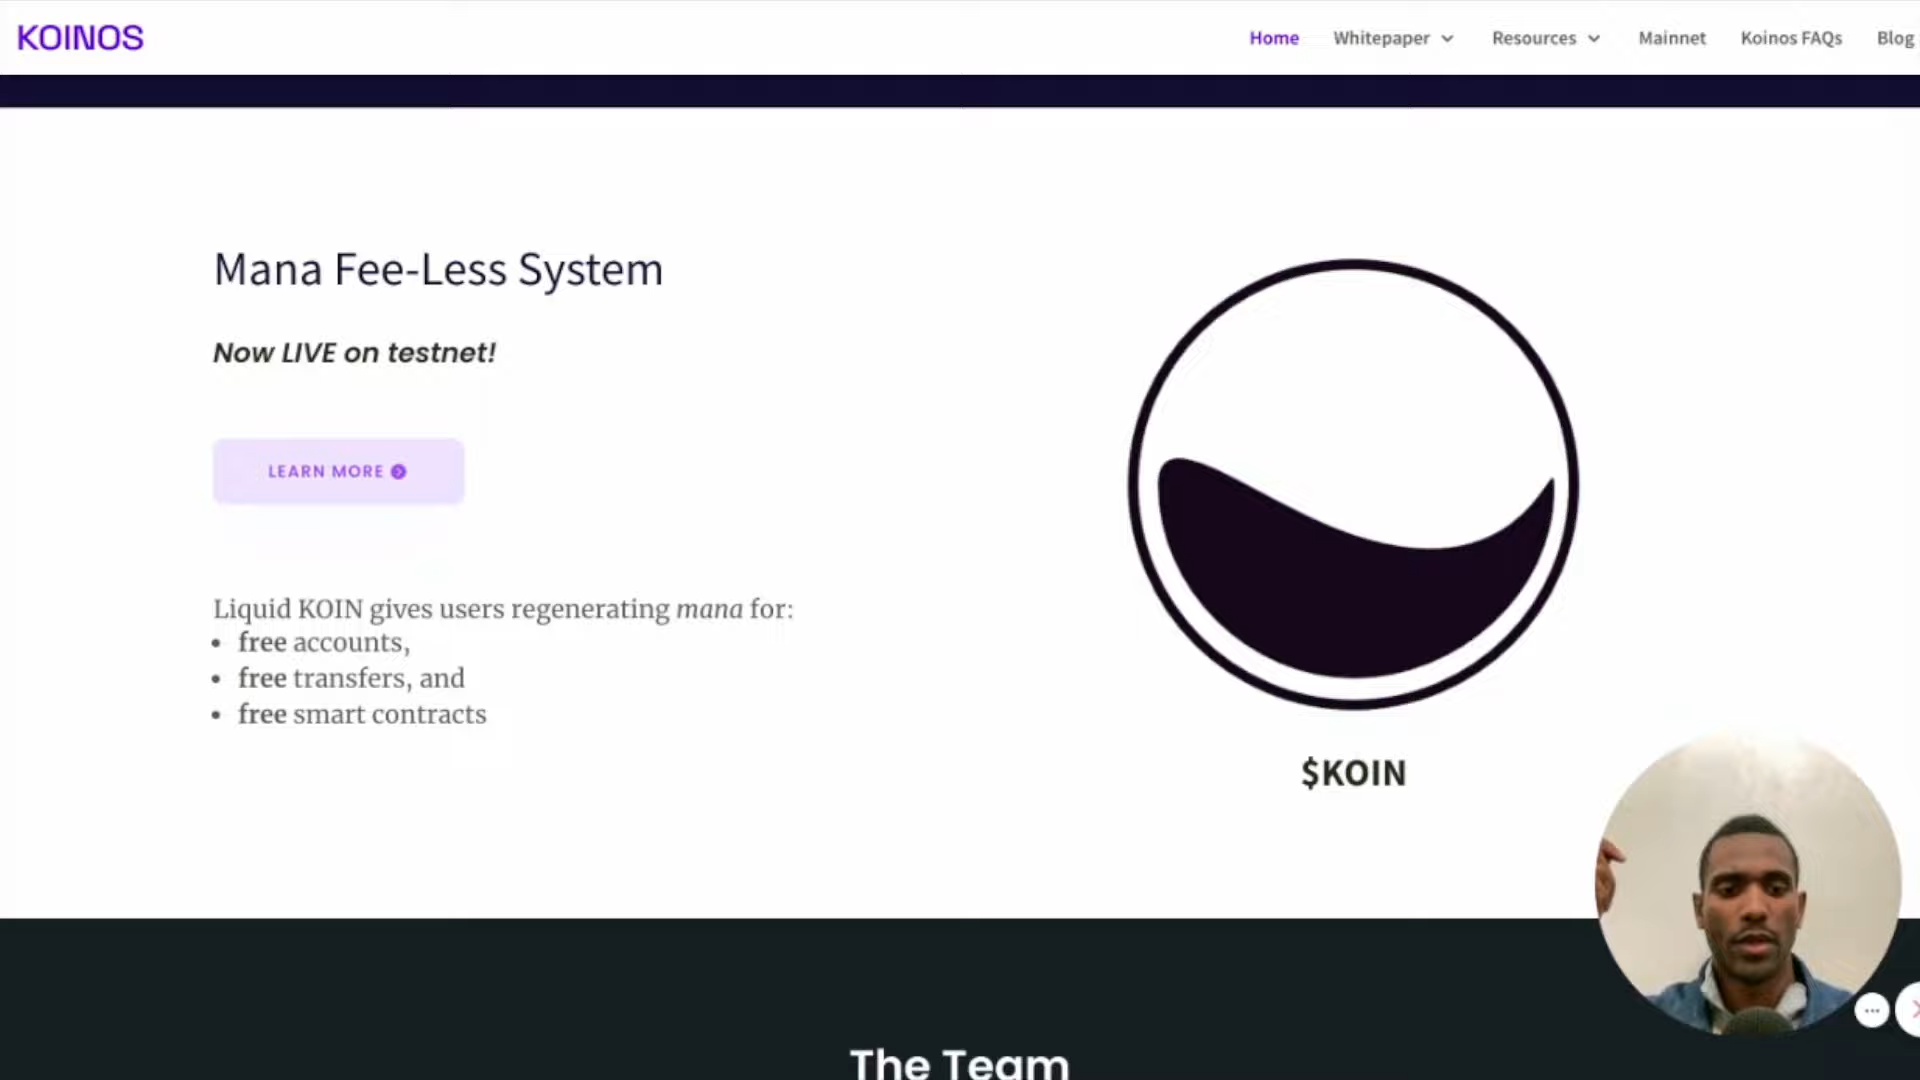 KOINOS
Home Whitepaper Resources Mainnet Koinos FAQs Blog
Mana Fee-Less System
Now LIVE on testnet!
LEARN MORE
Liquid KOIN gives users regenerating mana for:
• free accounts,
• free transfers, and
• free smart contracts
$KOIN
The Team